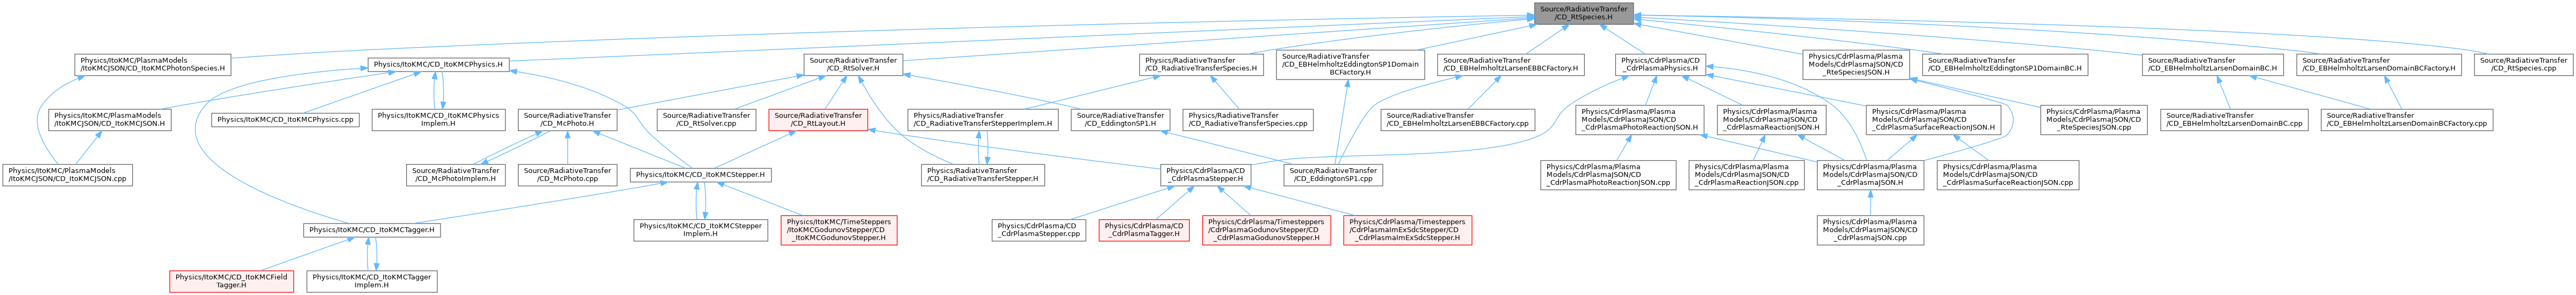 Source/RadiativeTransfer
/CD_RtSpecies.H
Physics/ItoKMC/PlasmaModels
/ItoKMCJSON/CD_ItoKMCPhotonSpecies.H
Physics/ItoKMC/CD_ItoKMCPhysics.H
Source/RadiativeTransfer
/CD_RtSolver.H
Physics/RadiativeTransfer
/CD_RadiativeTransferSpecies.H
Source/RadiativeTransfer
/CD_EBHelmholtzEddingtonSP1Domain
BCFactory.H
Source/RadiativeTransfer
/CD_EBHelmholtzLarsenEBBCFactory.H
Physics/CdrPlasma/CD
_CdrPlasmaPhysics.H
Physics/CdrPlasma/Plasma
Models/CdrPlasmaJSON/CD
_RteSpeciesJSON.H
Source/RadiativeTransfer
/CD_EBHelmholtzEddingtonSP1DomainBC.H
Source/RadiativeTransfer
/CD_EBHelmholtzLarsenDomainBC.H
Source/RadiativeTransfer
/CD_EBHelmholtzLarsenDomainBCFactory.H
Source/RadiativeTransfer
/CD_RtSpecies.cpp
Physics/ItoKMC/PlasmaModels
/ItoKMCJSON/CD_ItoKMCJSON.H
Physics/ItoKMC/CD_ItoKMCPhysics.cpp
Physics/ItoKMC/CD_ItoKMCPhysics
Implem.H
Source/RadiativeTransfer
/CD_McPhoto.H
Source/RadiativeTransfer
/CD_RtSolver.cpp
Source/RadiativeTransfer
/CD_RtLayout.H
Physics/RadiativeTransfer
/CD_RadiativeTransferStepperImplem.H
Source/RadiativeTransfer
/CD_EddingtonSP1.H
Physics/RadiativeTransfer
/CD_RadiativeTransferSpecies.cpp
Source/RadiativeTransfer
/CD_EBHelmholtzLarsenEBBCFactory.cpp
Physics/CdrPlasma/Plasma
Models/CdrPlasmaJSON/CD
_CdrPlasmaPhotoReactionJSON.H
Physics/CdrPlasma/Plasma
Models/CdrPlasmaJSON/CD
_CdrPlasmaReactionJSON.H
Physics/CdrPlasma/Plasma
Models/CdrPlasmaJSON/CD
_CdrPlasmaSurfaceReactionJSON.H
Physics/CdrPlasma/Plasma
Models/CdrPlasmaJSON/CD
_RteSpeciesJSON.cpp
Source/RadiativeTransfer
/CD_EBHelmholtzLarsenDomainBC.cpp
Source/RadiativeTransfer
/CD_EBHelmholtzLarsenDomainBCFactory.cpp
Physics/ItoKMC/PlasmaModels
/ItoKMCJSON/CD_ItoKMCJSON.cpp
Source/RadiativeTransfer
/CD_McPhotoImplem.H
Source/RadiativeTransfer
/CD_McPhoto.cpp
Physics/ItoKMC/CD_ItoKMCStepper.H
Physics/RadiativeTransfer
/CD_RadiativeTransferStepper.H
Physics/CdrPlasma/CD
_CdrPlasmaStepper.H
Source/RadiativeTransfer
/CD_EddingtonSP1.cpp
Physics/CdrPlasma/Plasma
Models/CdrPlasmaJSON/CD
_CdrPlasmaPhotoReactionJSON.cpp
Physics/CdrPlasma/Plasma
Models/CdrPlasmaJSON/CD
_CdrPlasmaReactionJSON.cpp
Physics/CdrPlasma/Plasma
Models/CdrPlasmaJSON/CD
_CdrPlasmaJSON.H
Physics/CdrPlasma/Plasma
Models/CdrPlasmaJSON/CD
_CdrPlasmaSurfaceReactionJSON.cpp
Physics/ItoKMC/CD_ItoKMCTagger.H
Physics/ItoKMC/CD_ItoKMCStepper
Implem.H
Physics/ItoKMC/TimeSteppers
/ItoKMCGodunovStepper/CD
_ItoKMCGodunovStepper.H
Physics/CdrPlasma/CD
_CdrPlasmaStepper.cpp
Physics/CdrPlasma/CD
_CdrPlasmaTagger.H
Physics/CdrPlasma/Timesteppers
/CdrPlasmaGodunovStepper/CD
_CdrPlasmaGodunovStepper.H
Physics/CdrPlasma/Timesteppers
/CdrPlasmaImExSdcStepper/CD
_CdrPlasmaImExSdcStepper.H
Physics/CdrPlasma/Plasma
Models/CdrPlasmaJSON/CD
_CdrPlasmaJSON.cpp
Physics/ItoKMC/CD_ItoKMCField
Tagger.H
Physics/ItoKMC/CD_ItoKMCTagger
Implem.H